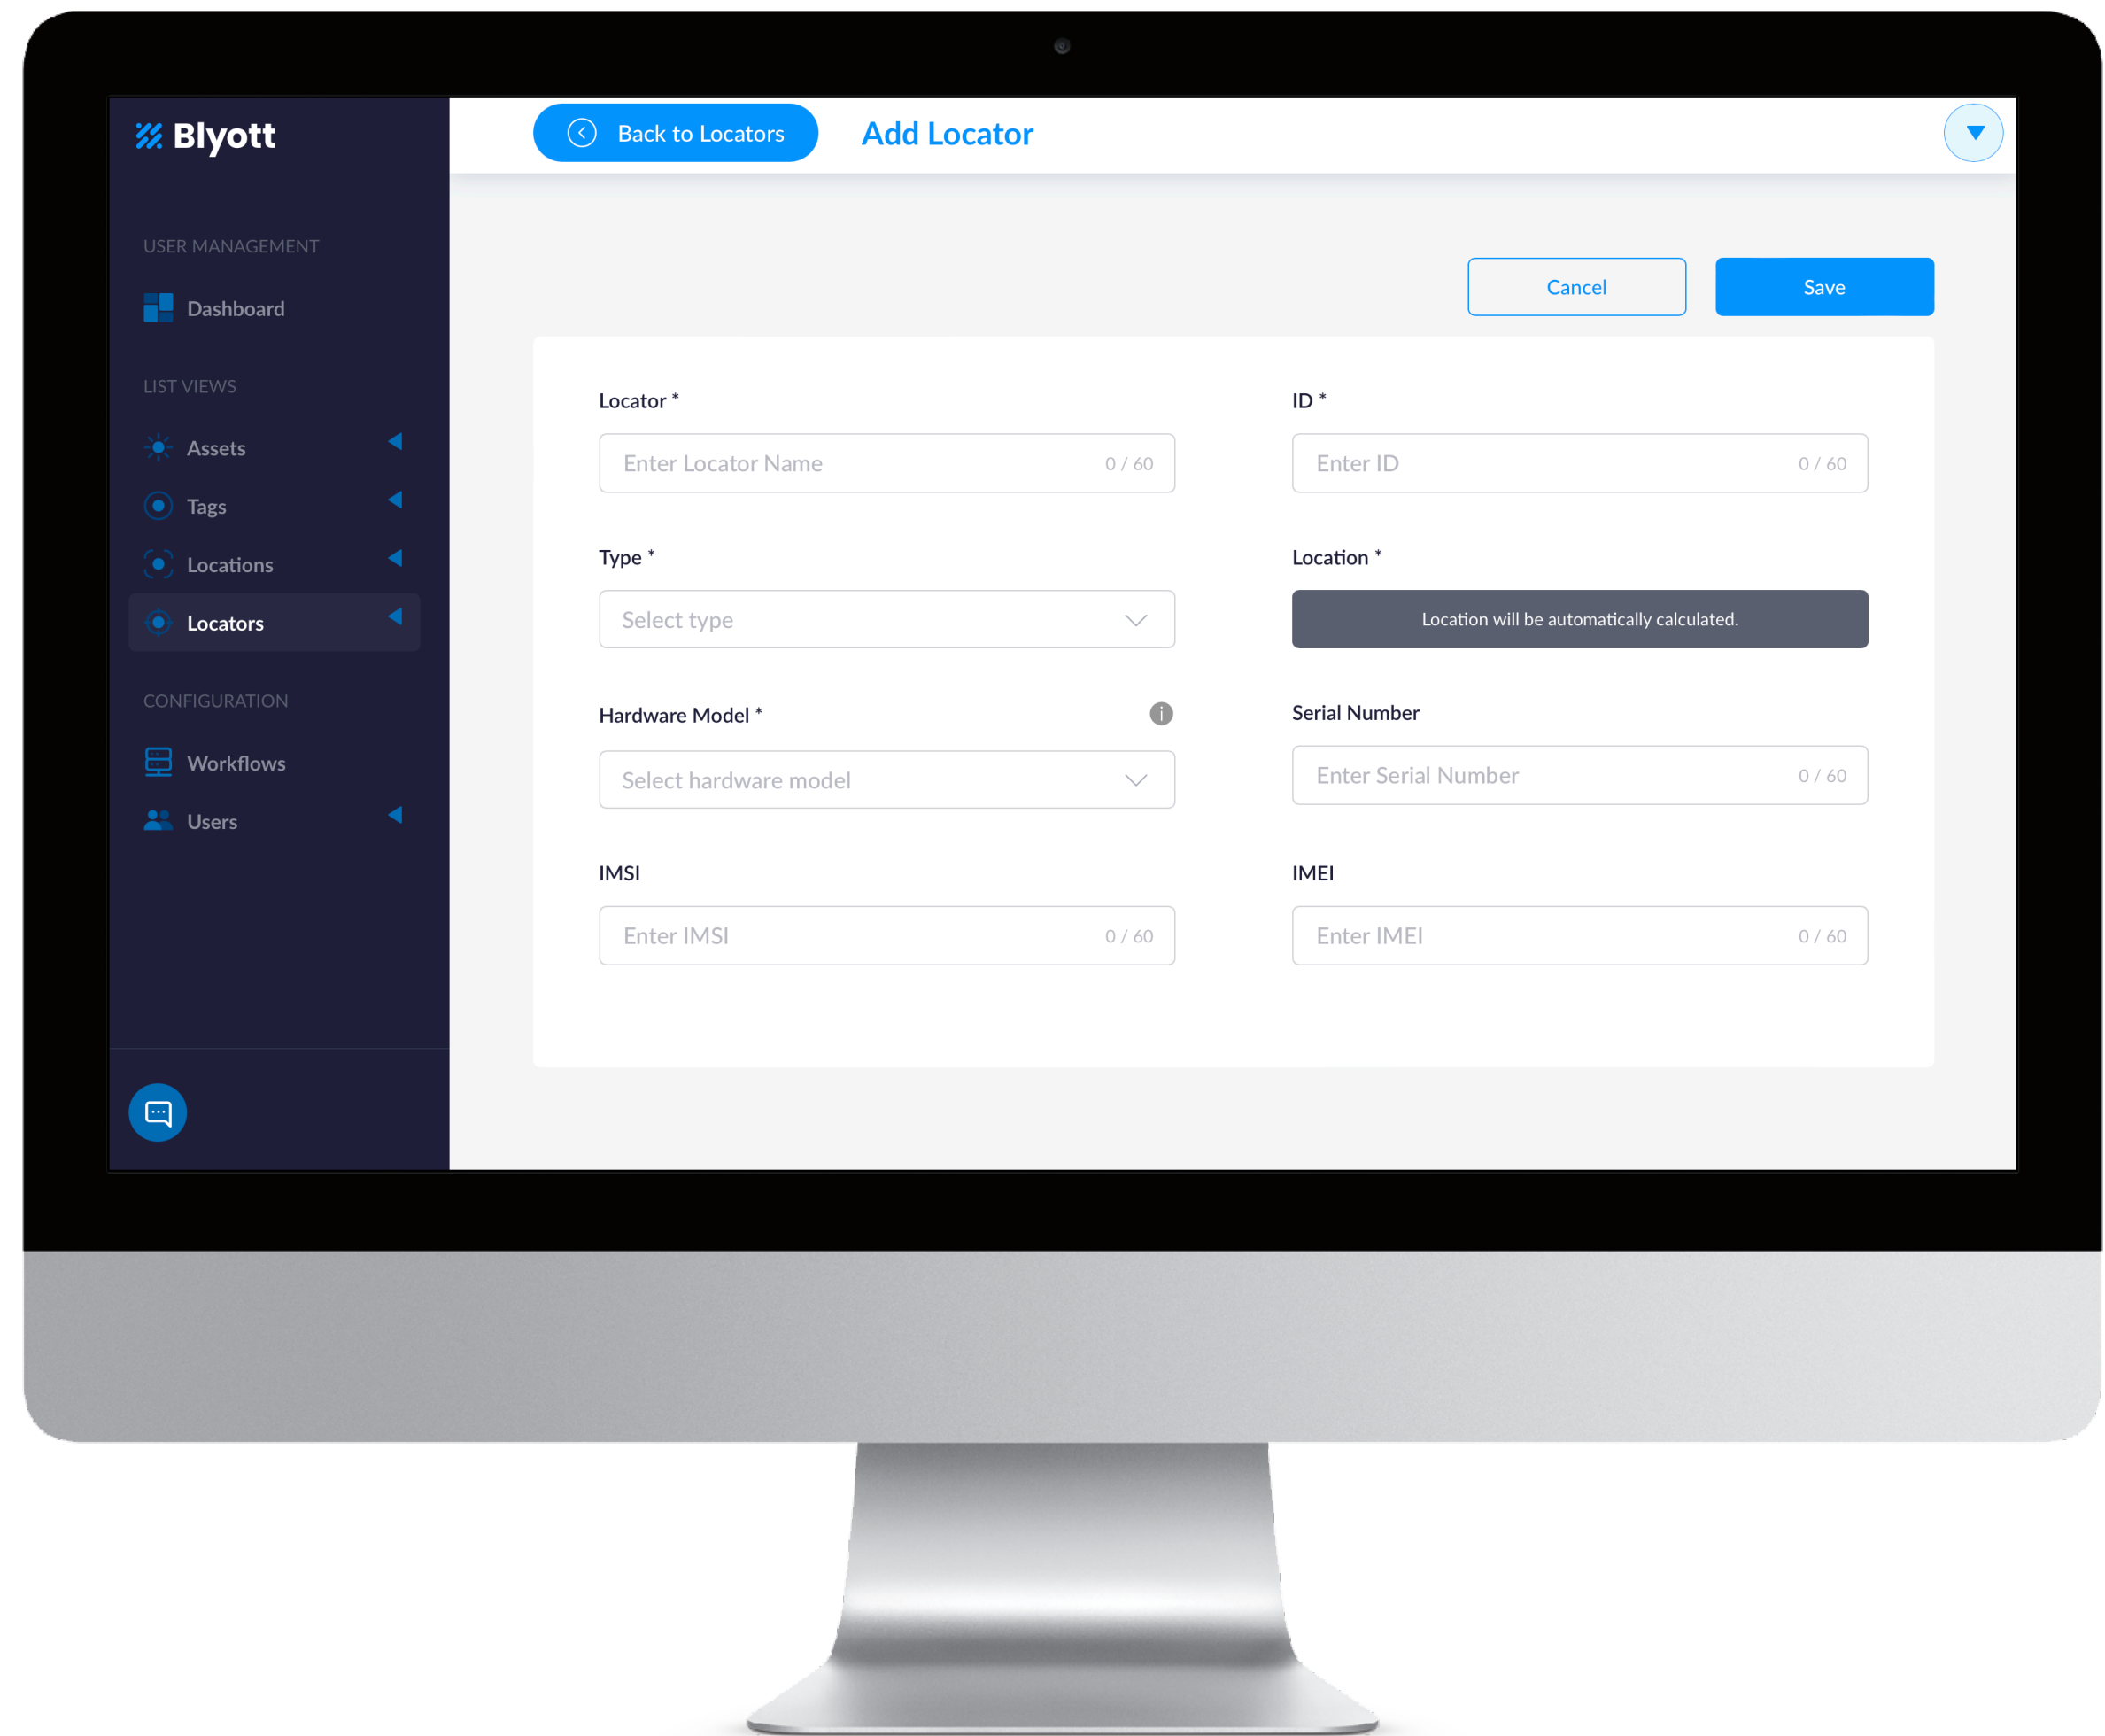 Blyott
Back to Locators
Add Locator
USER MANAGEMENT
Dashboard
LIST VIEWS
Assets
Tags
Locations
Locators
CONFIGURATION
Workflows
Users
Cancel
Save
Locator *
Enter Locator Name 0 / 60
ID *
Enter ID 0 / 60
Type *
Select type
Location *
Location will be automatically calculated.
Hardware Model *
Select hardware model
Serial Number
Enter Serial Number 0 / 60
IMSI
Enter IMSI 0 / 60
IMEI
Enter IMEI 0 / 60